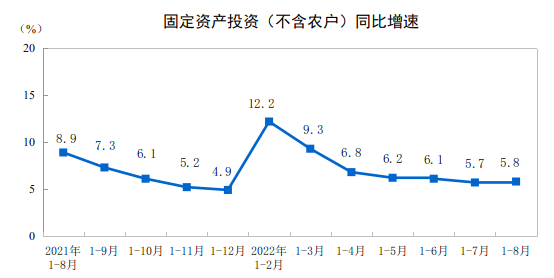 固定资产投资（不含农户）同比增速
(%)
20
15
10
5
0
8.9
7.3
6.1
5.2
4.9
12.2
9.3
6.8
6.2
6.1
5.7
5.8
2021年
1-8月
1-9月
1-10月
1-11月
1-12月
2022年
1-2月
1-3月
1-4月
1-5月
1-6月
1-7月
1-8月